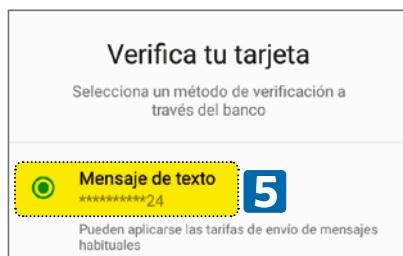 Verifica tu tarjeta
Selecciona un método de verificación a
través del banco
Mensaje de texto
**********24
5
Pueden aplicarse las tarifas de envío de mensajes
habituales